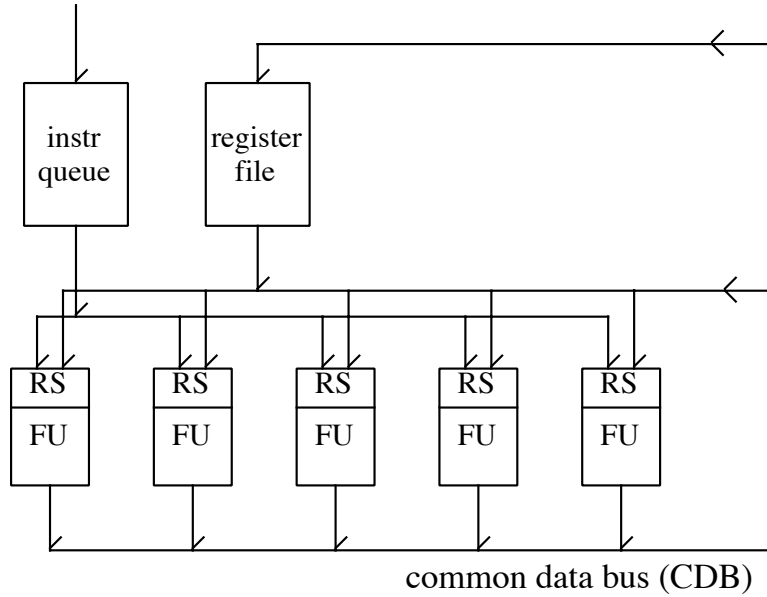 instr
queue
register
file
RS
FU
RS
FU
RS
FU
RS
FU
RS
FU
common data bus (CDB)